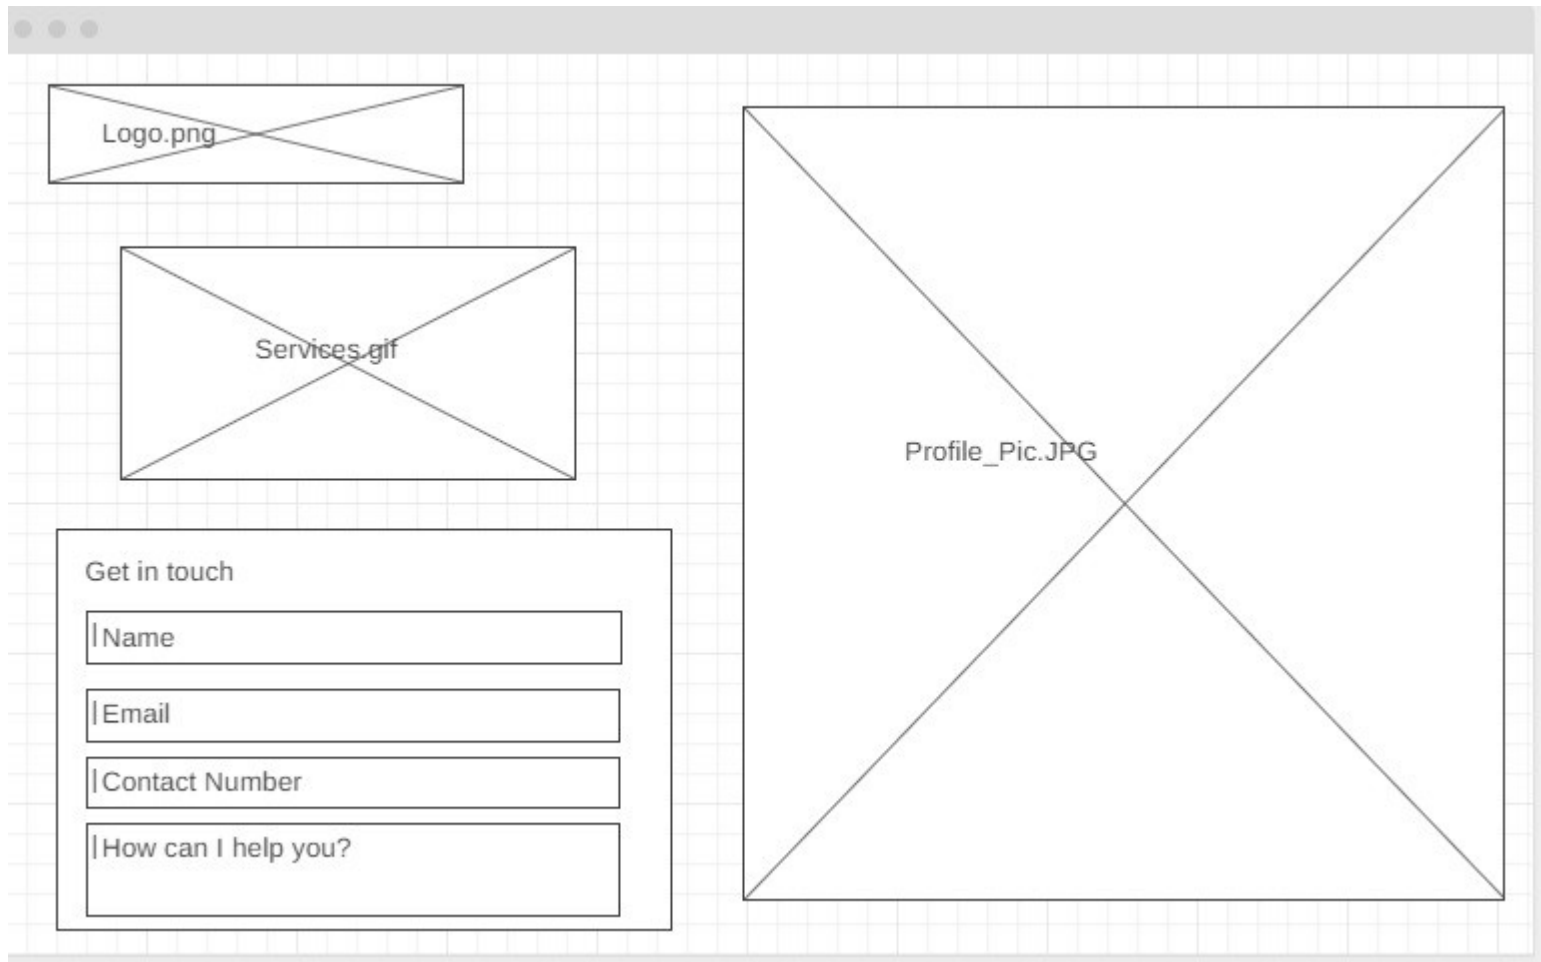 Logo.png
Services.gif
Profile_Pic.JPG
Get in touch
Name
Email
Contact Number
How can I help you?